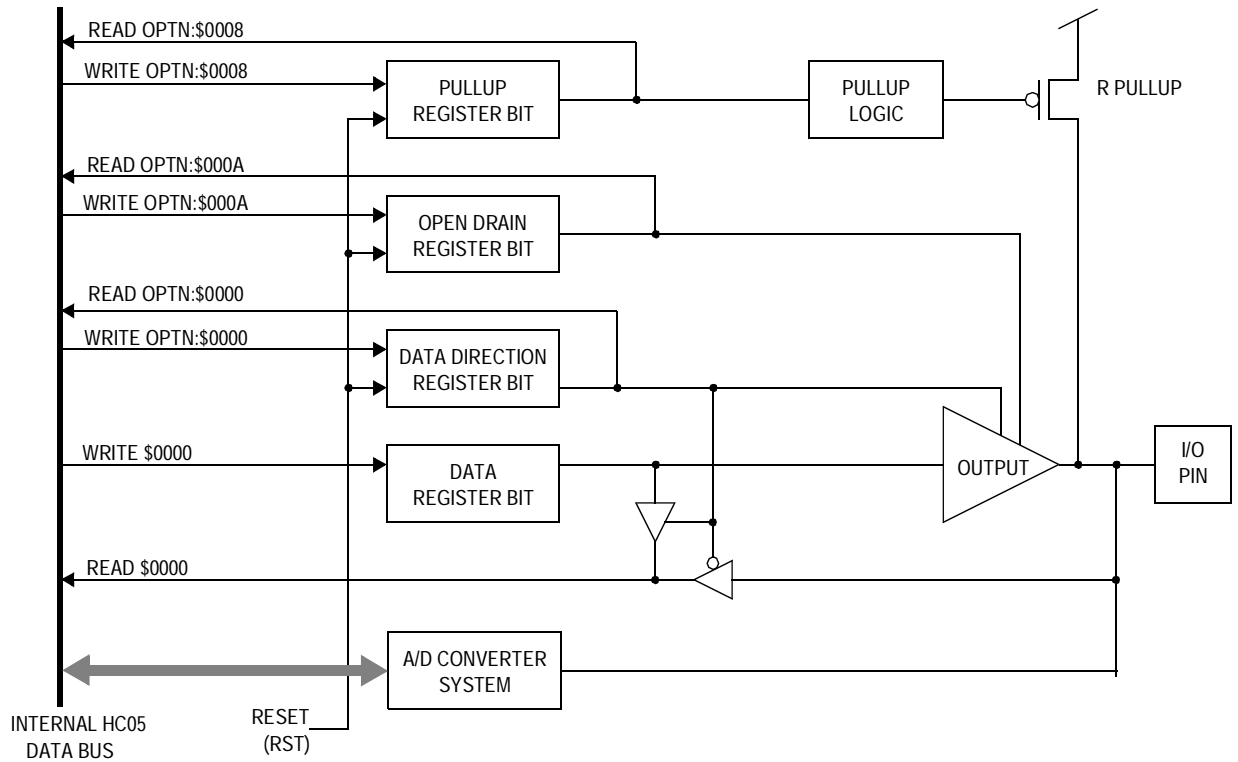 READ OPTN:$0008
WRITE OPTN:$0008
PULLUP
REGISTER BIT
PULLUP
LOGIC
R PULLUP
READ OPTN:$000A
WRITE OPTN:$000A
OPEN DRAIN
REGISTER BIT
READ OPTN:$0000
WRITE OPTN:$0000
DATA DIRECTION
REGISTER BIT
WRITE $0000
DATA
REGISTER BIT
OUTPUT
I/O
PIN
READ $0000
A/D CONVERTER
SYSTEM
INTERNAL HC05
DATA BUS
RESET
(RST)